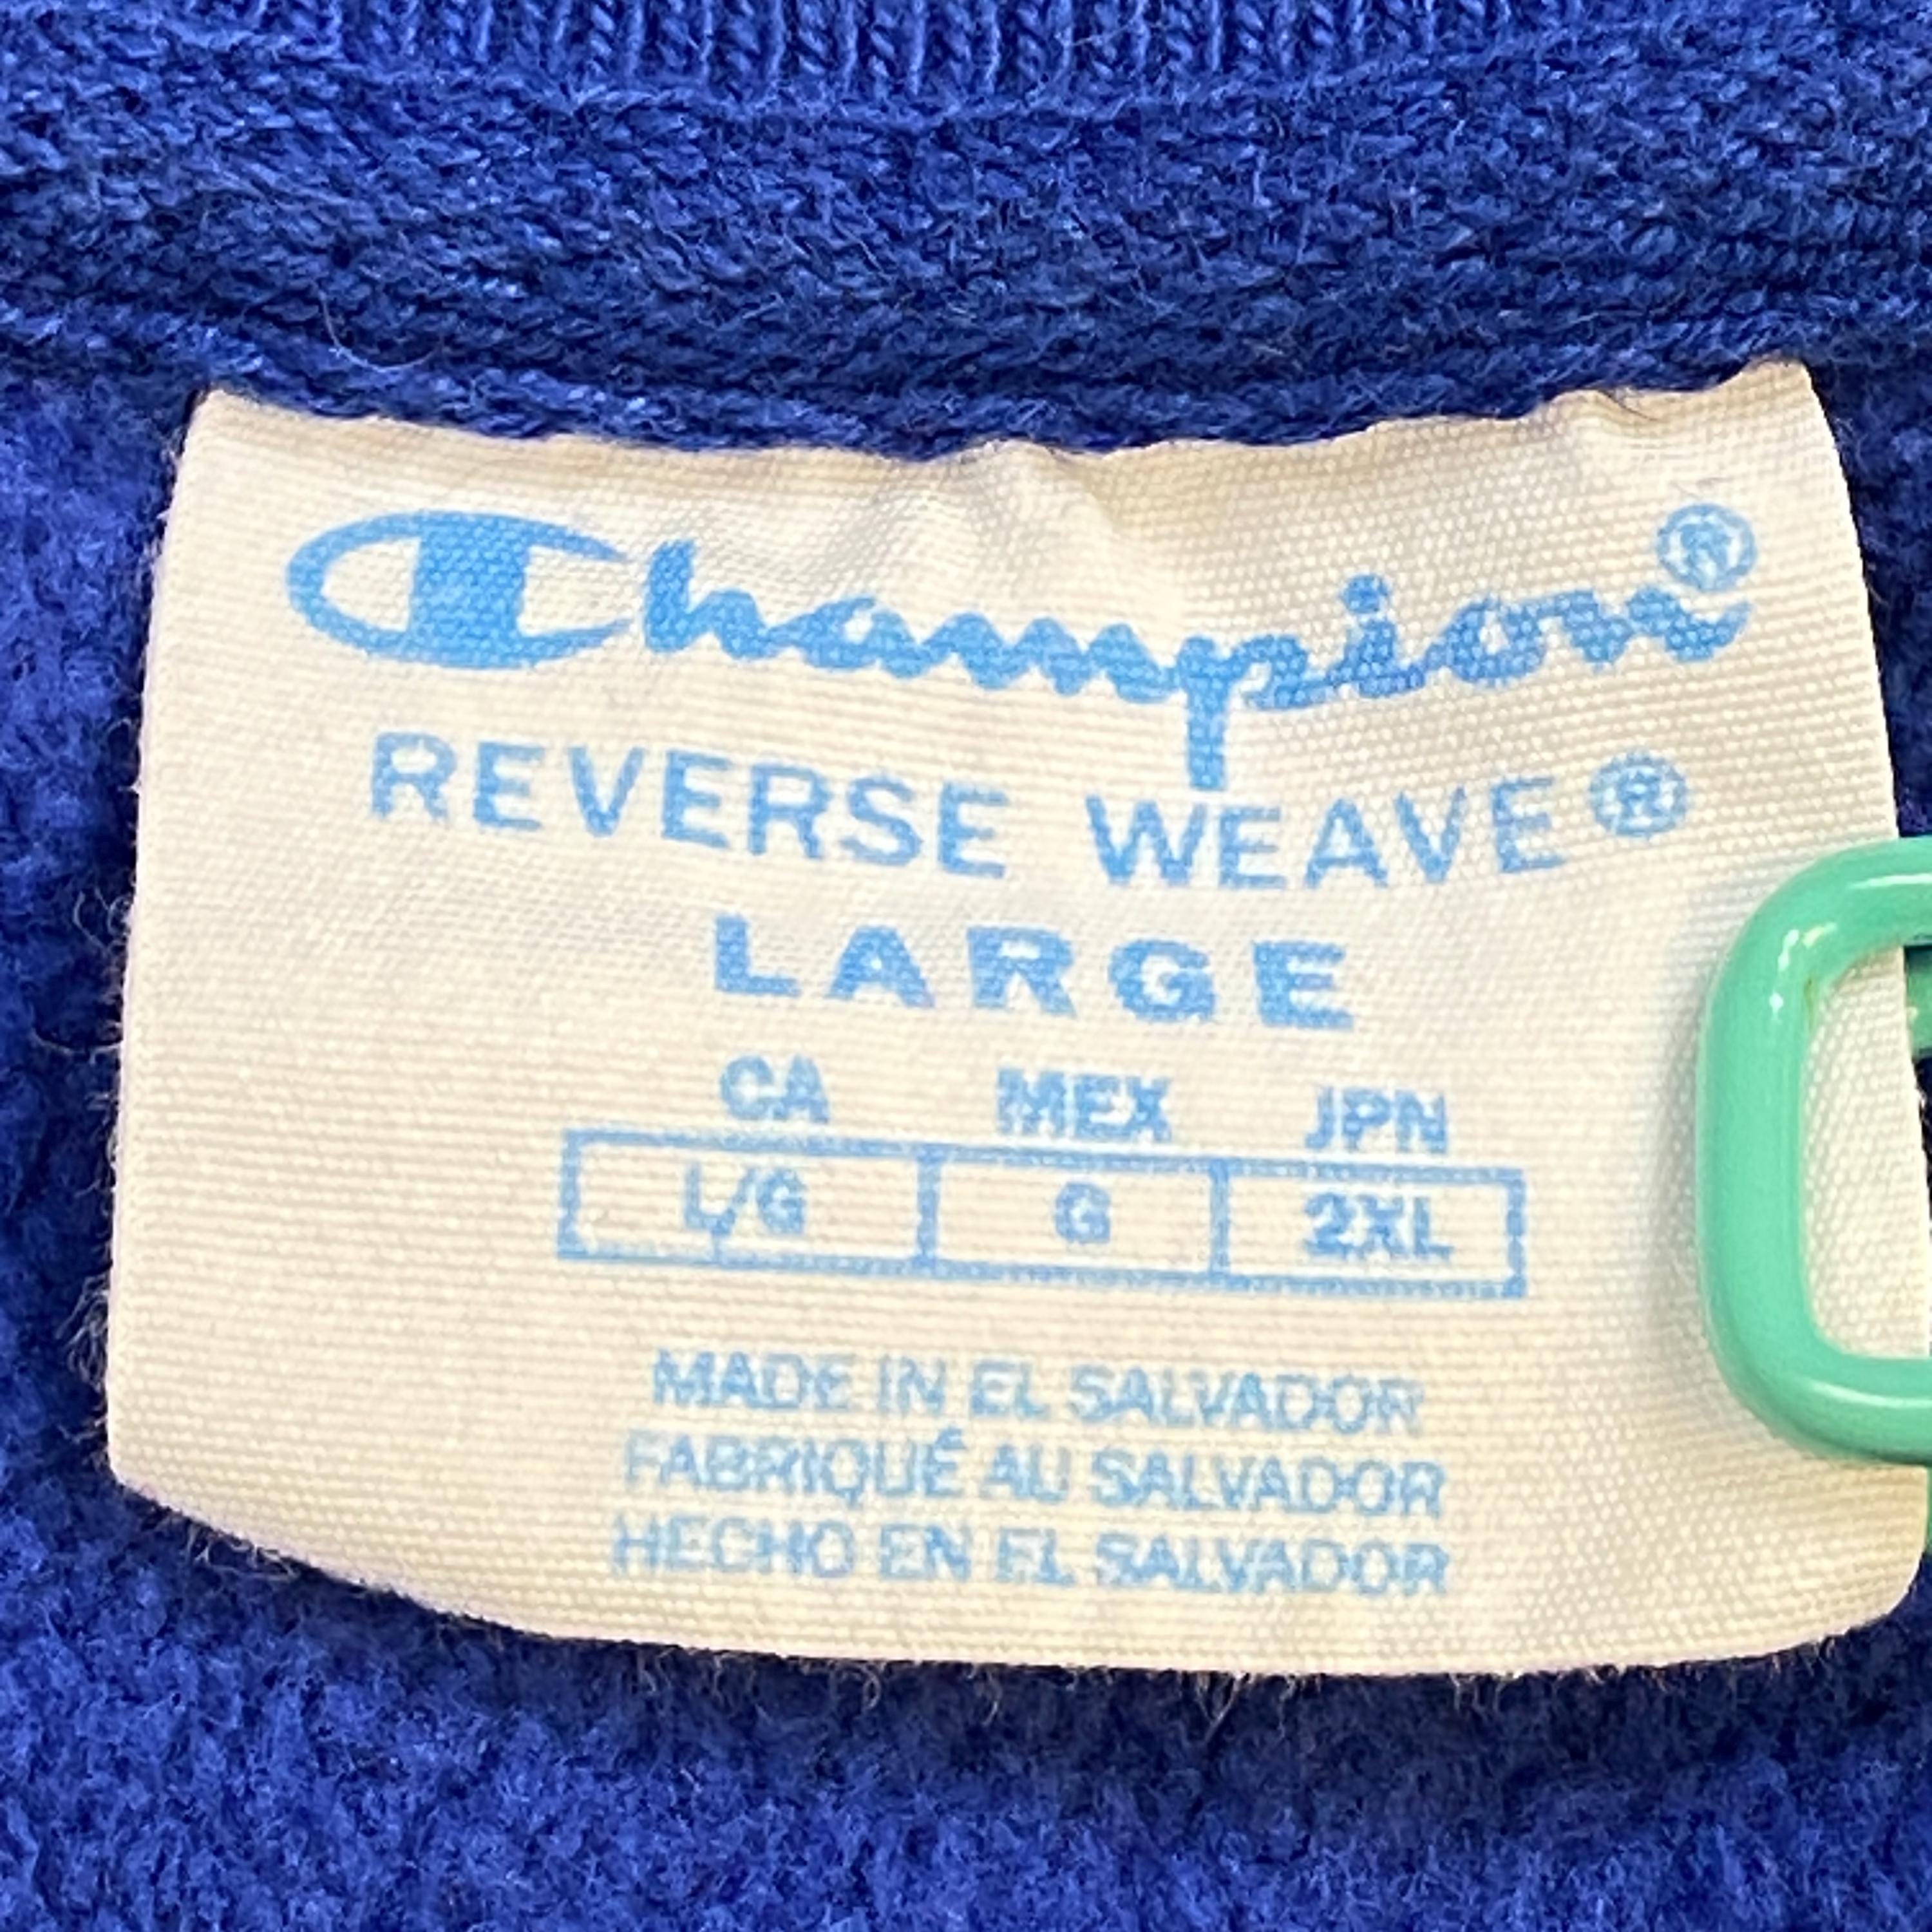 Champion®
REVERSE WEAVE®
LARGE
CA MEX JPN
L/G G 2XL
MADE IN EL SALVADOR
FABRIQUÉ AU SALVADOR
HECHO EN EL SALVADOR